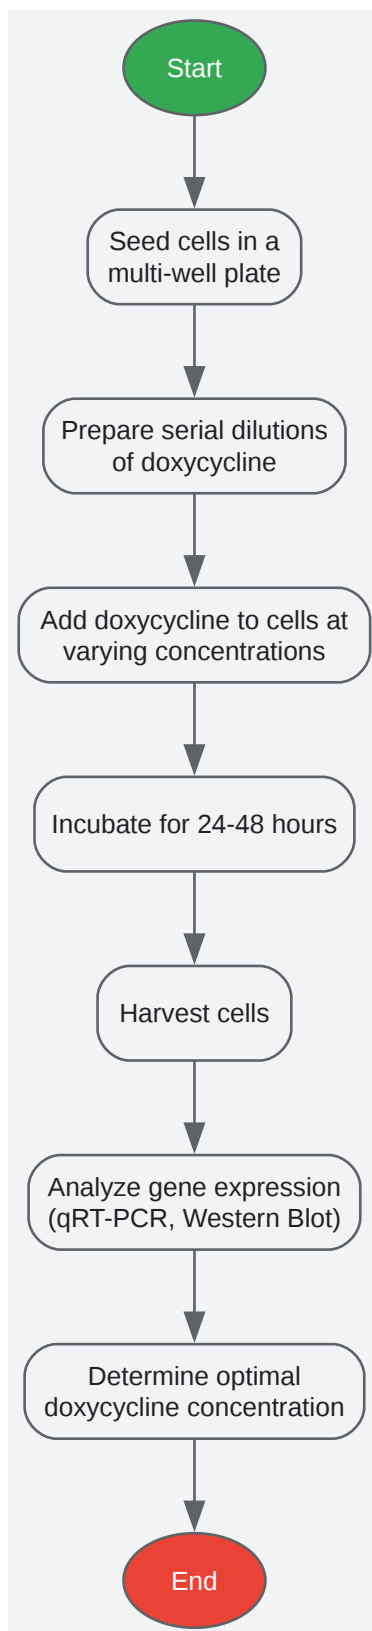 Start
Seed cells in a
multi-well plate
Prepare serial dilutions
of doxycycline
Add doxycycline to cells at
varying concentrations
Incubate for 24-48 hours
Harvest cells
Analyze gene expression
(qRT-PCR, Western Blot)
Determine optimal
doxycycline concentration
End